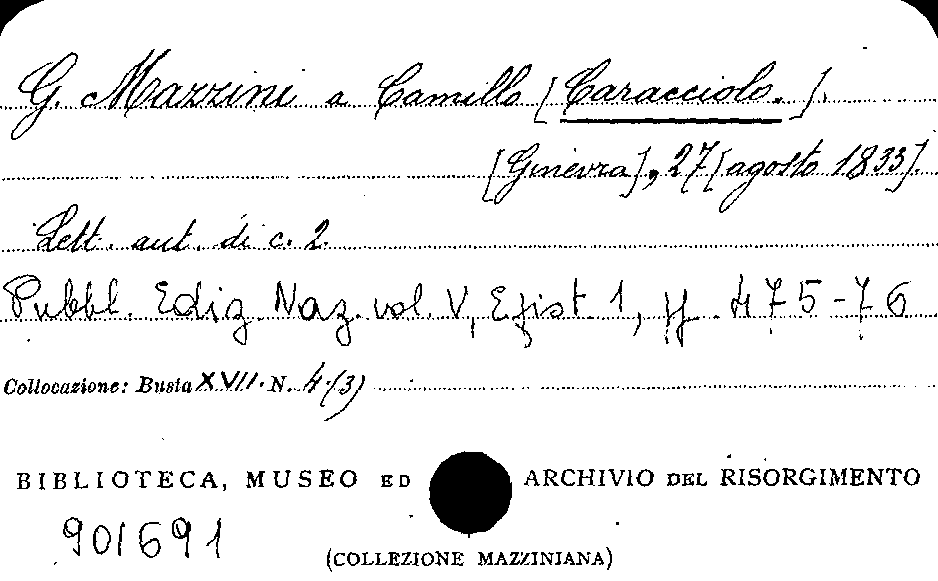 G. Mazzini a Camillo [Caracciolo.].
[Ginevra], 27 [agosto 1833].
Lett. aut. di c. 2.
Pubbl. Ediz. Naz. vol. V, Epist. 1, pp. 475-76
Collocazione: Busta XVII. N. 4.(3)
BIBLIOTECA, MUSEO ED ARCHIVIO DEL RISORGIMENTO
901691
(COLLEZIONE MAZZINIANA)